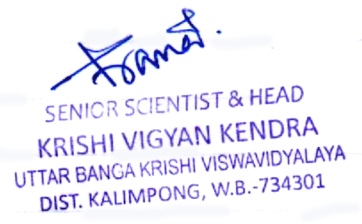 SENIOR SCIENTIST & HEAD
KRISHI VIGYAN KENDRA
UTTAR BANGA KRISHI VISWAVIDYALAYA
DIST. KALIMPONG, W.B.-734301